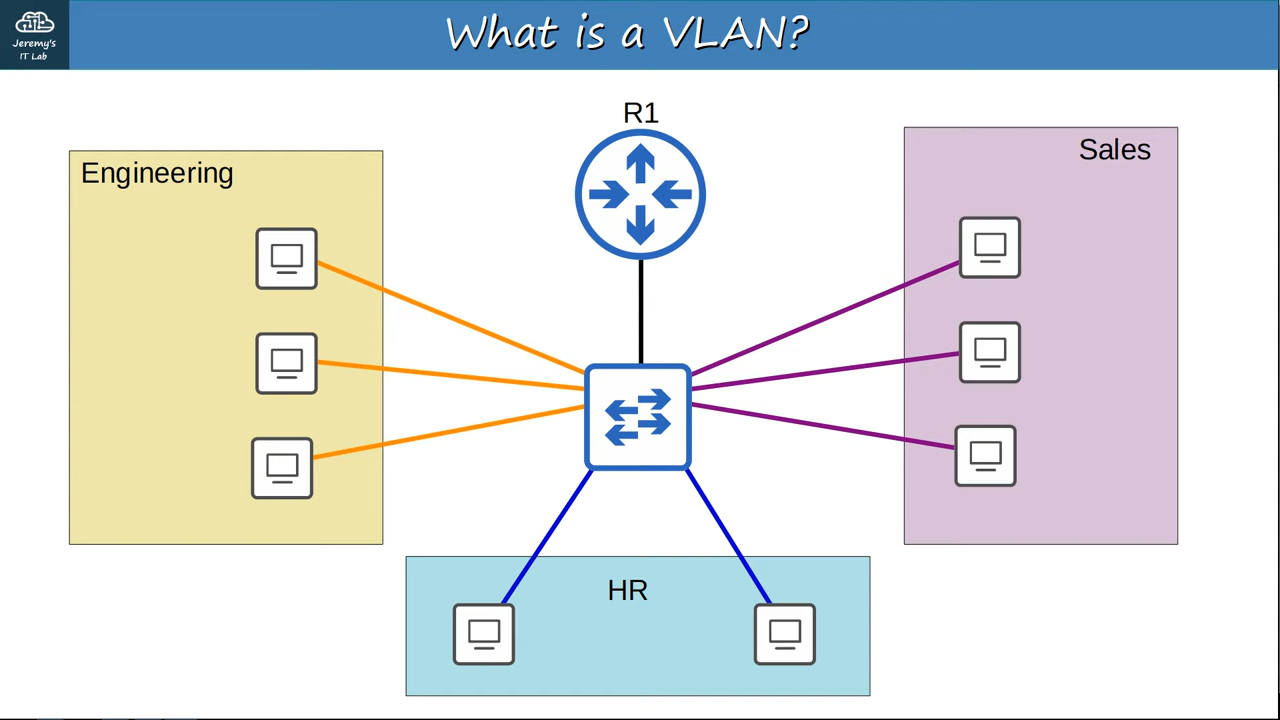 Jeremy's
IT Lab
What is a VLAN?
R1
Engineering
Sales
HR